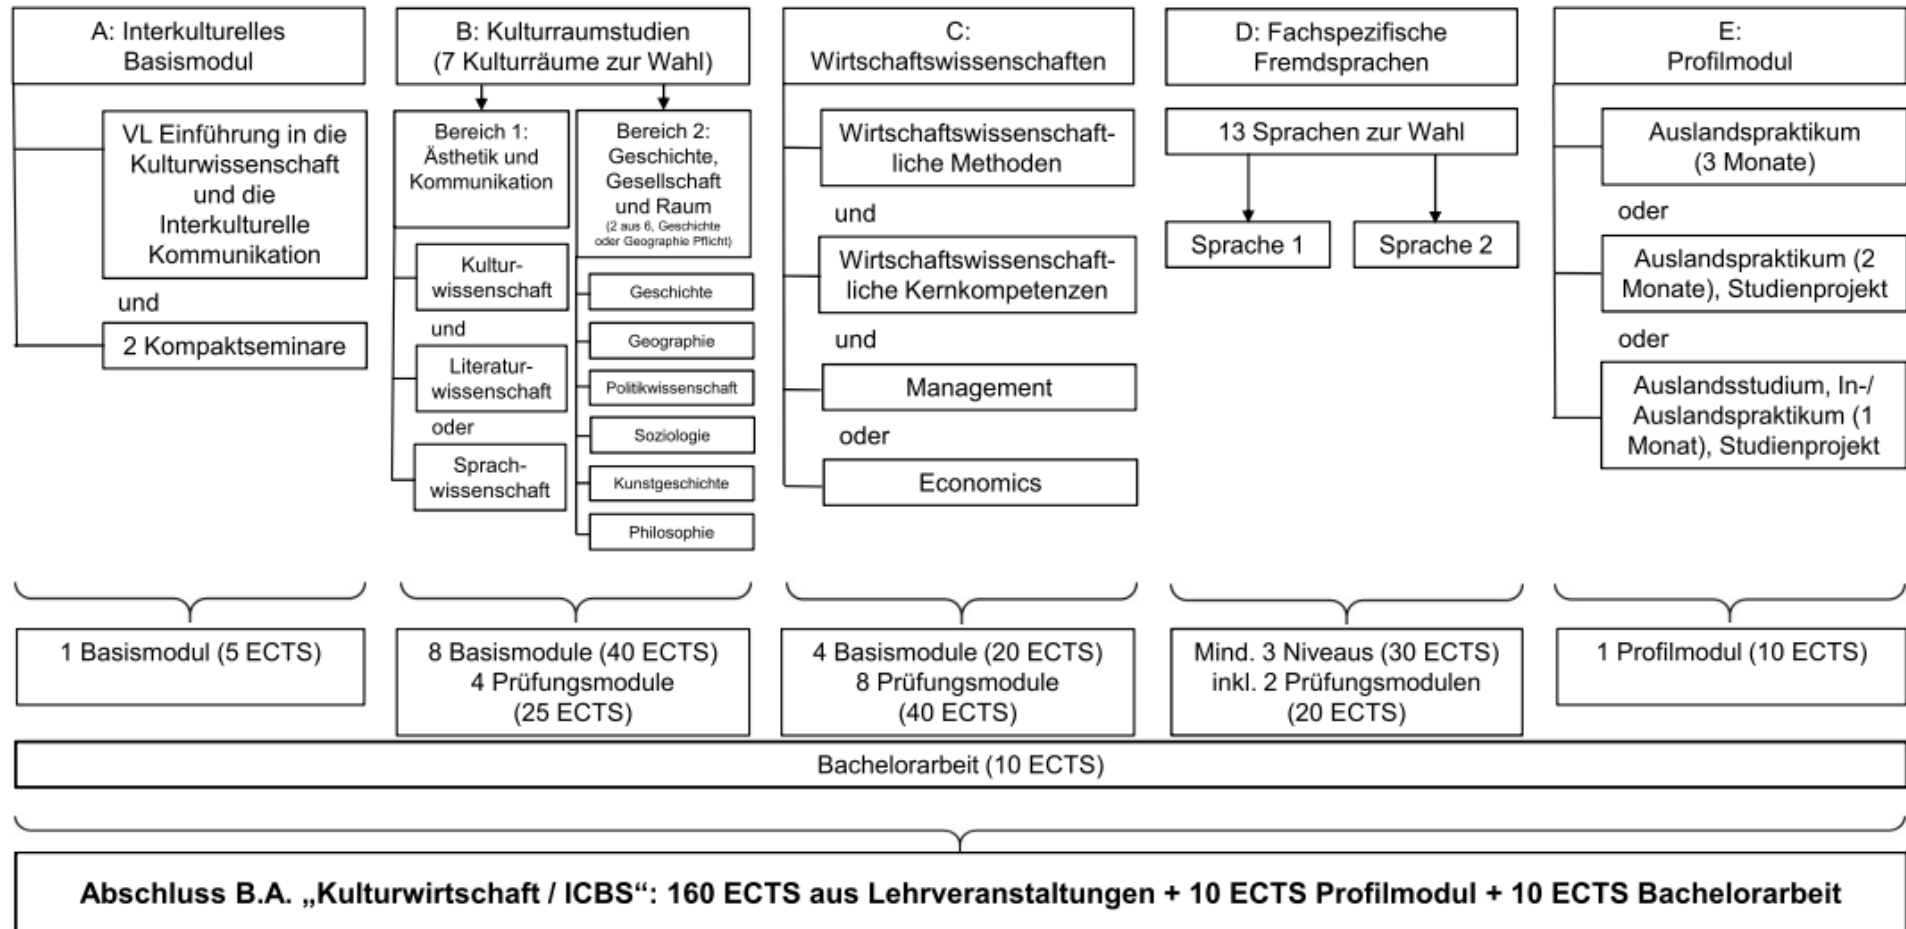 A: Interkulturelles
Basismodul
VL Einführung in die
Kulturwissenschaft
und die
Interkulturelle
Kommunikation
und
2 Kompaktseminare
B: Kulturraumstudien
(7 Kulturräume zur Wahl)
Bereich 1:
Ästhetik und
Kommunikation
Kultur-
wissenschaft
und
Literatur-
wissenschaft
oder
Sprach-
wissenschaft
Bereich 2:
Geschichte,
Gesellschaft
und Raum
(2 aus 6, Geschichte
oder Geographie Pflicht)
Geschichte
Geographie
Politikwissenschaft
Soziologie
Kunstgeschichte
Philosophie
C:
Wirtschaftswissenschaften
Wirtschaftswissenschaft-
liche Methoden
und
Wirtschaftswissenschaft-
liche Kernkompetenzen
und
Management
oder
Economics
D: Fachspezifische
Fremdsprachen
13 Sprachen zur Wahl
Sprache 1
Sprache 2
E:
Profilmodul
Auslandspraktikum
(3 Monate)
oder
Auslandspraktikum (2
Monate), Studienprojekt
oder
Auslandsstudium, In-/
Auslandspraktikum (1
Monat), Studienprojekt
1 Basismodul (5 ECTS)
8 Basismodule (40 ECTS)
4 Prüfungsmodule
(25 ECTS)
4 Basismodule (20 ECTS)
8 Prüfungsmodule
(40 ECTS)
Mind. 3 Niveaus (30 ECTS)
inkl. 2 Prüfungsmodulen
(20 ECTS)
1 Profilmodul (10 ECTS)
Bachelorarbeit (10 ECTS)
Abschluss B.A. „Kulturwirtschaft / ICBS“: 160 ECTS aus Lehrveranstaltungen + 10 ECTS Profilmodul + 10 ECTS Bachelorarbeit